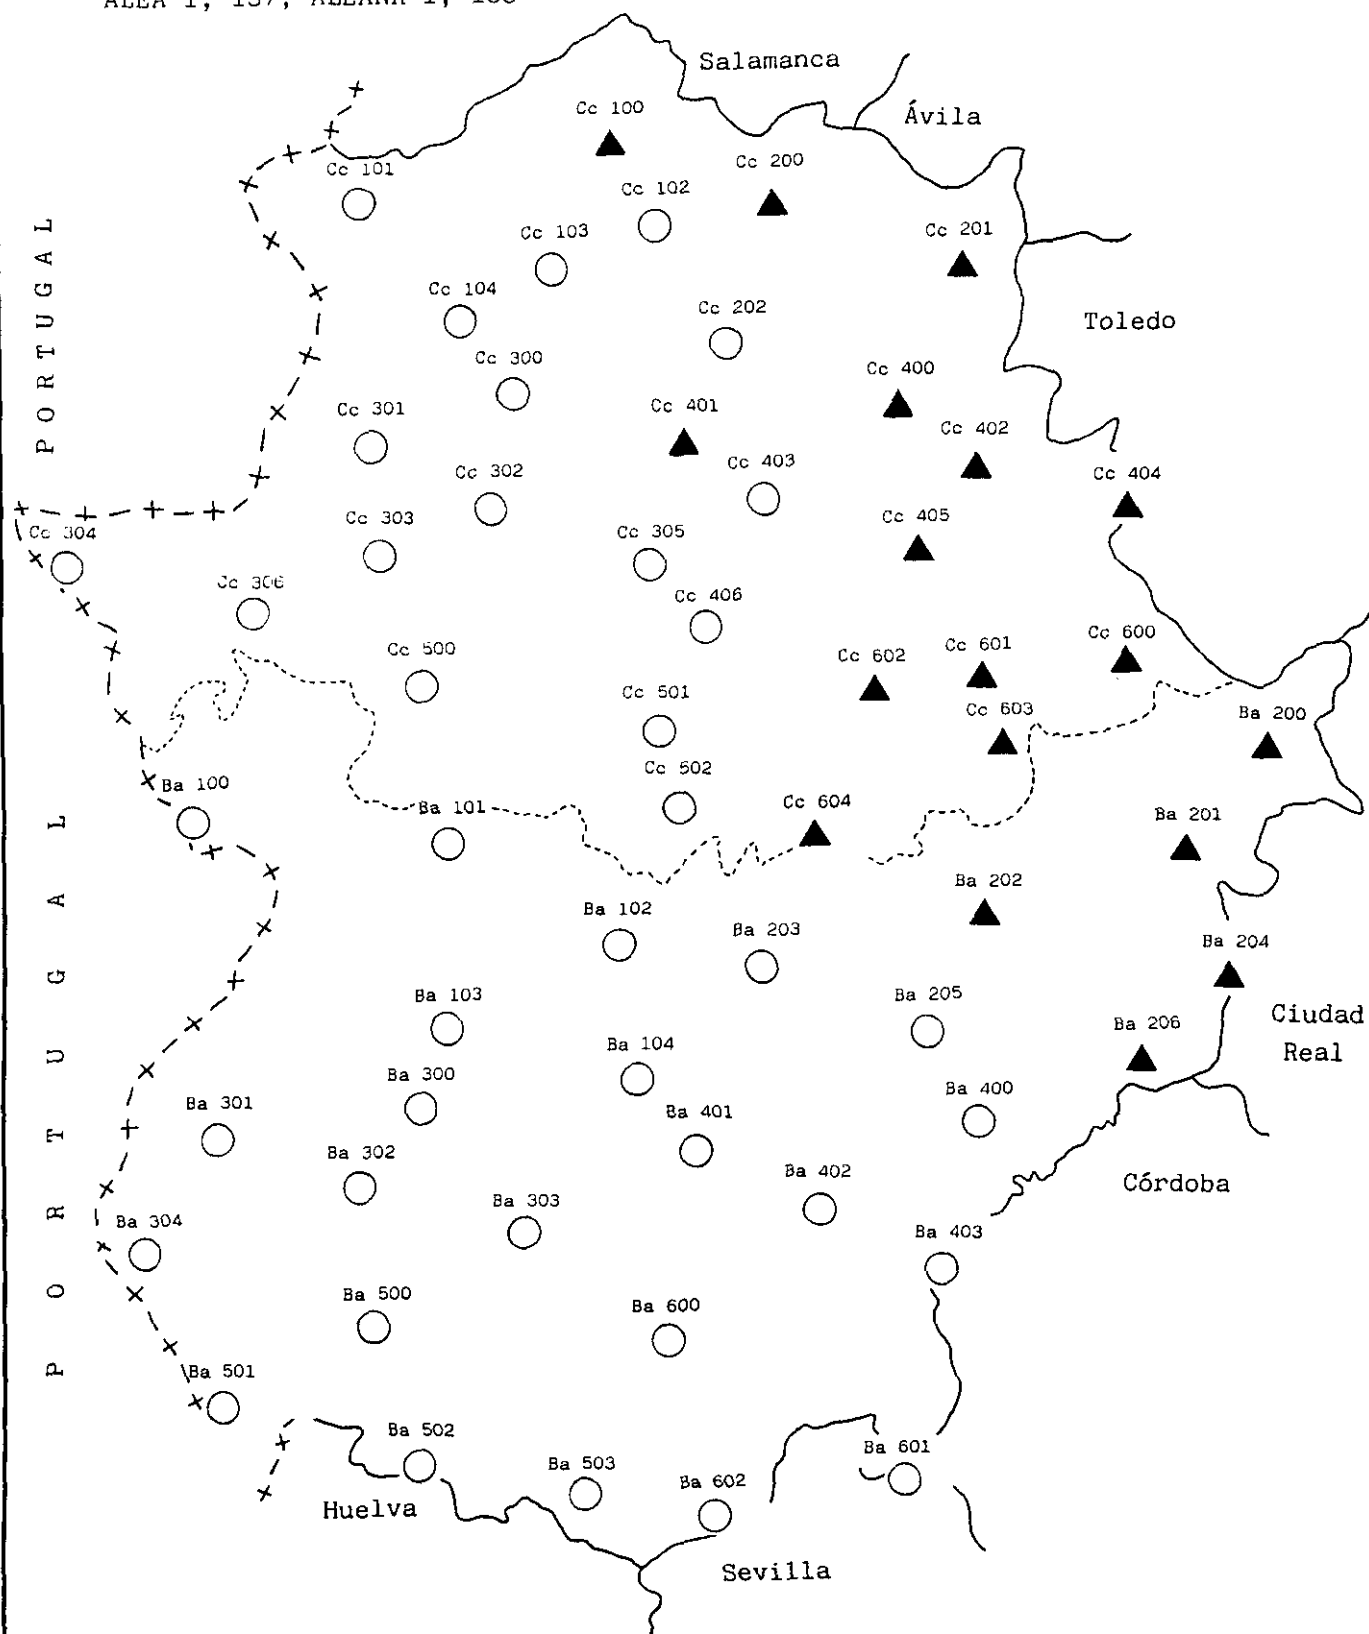 Salamanca
Ávila
Cc 100
Cc 200
Cc 101
Cc 102
Cc 103
Cc 201
Cc 104
Cc 202
Toledo
PORTUGAL
Cc 300
Cc 400
Cc 301
Cc 401
Cc 402
Cc 302
Cc 403
Cc 404
Cc 303
Cc 405
Cc 304
Cc 305
Cc 306
Cc 406
Cc 500
Cc 602
Cc 601
Cc 600
Cc 501
Cc 603
Ba 200
Cc 502
Ba 100
Ba 101
Cc 604
Ba 201
Ba 202
Ba 102
Ba 203
Ba 204
Ba 103
Ba 205
Ciudad
Real
Ba 206
Ba 104
PORTUGAL
Ba 300
Ba 400
Ba 301
Ba 401
Ba 302
Ba 402
Córdoba
Ba 303
Ba 304
Ba 403
Ba 500
Ba 600
Ba 501
Ba 502
Ba 601
Ba 503
Ba 602
Huelva
Sevilla